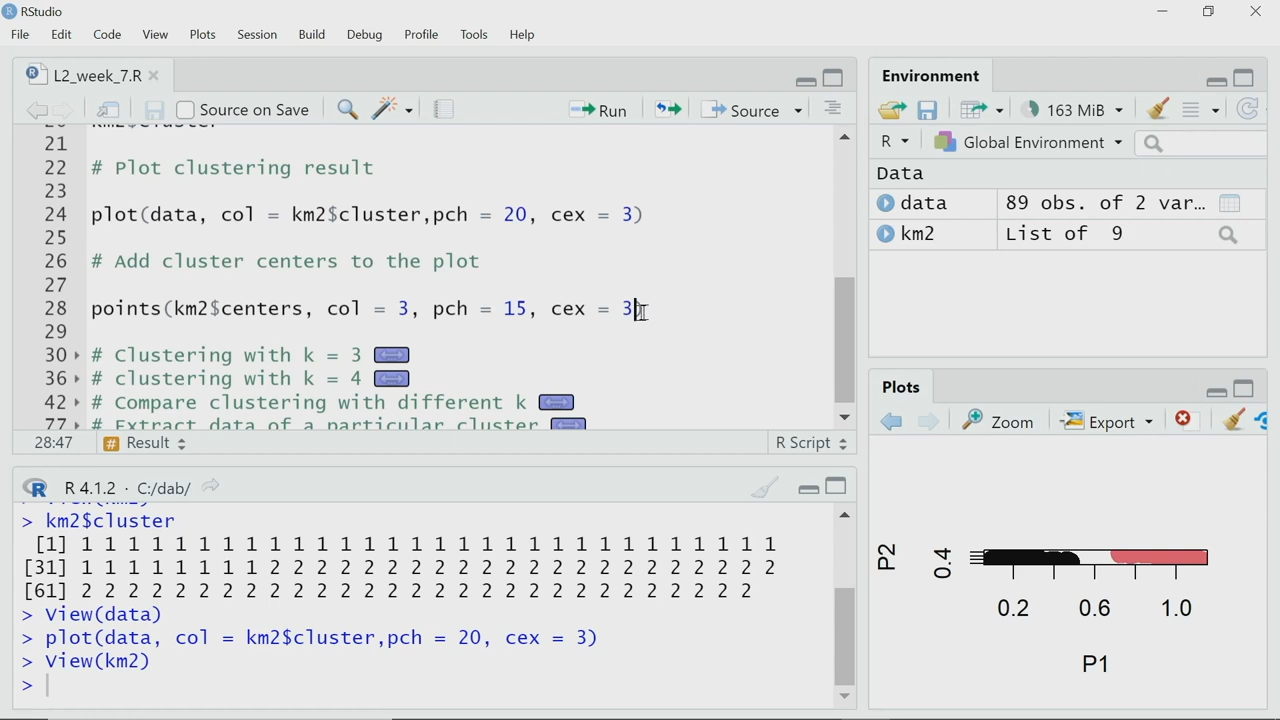 RStudio
File Edit Code View Plots Session Build Debug Profile Tools Help
L2_week_7.R
Source on Save Run Source
km2$cluster
21
22 # Plot clustering result
23
24 plot(data, col = km2$cluster,pch = 20, cex = 3)
25
26 # Add cluster centers to the plot
27
28 points(km2$centers, col = 3, pch = 15, cex = 3)
29
30 # Clustering with k = 3
36 # clustering with k = 4
42 # Compare clustering with different k
77 # Extract data of a particular cluster
28:47 # Result R Script
R R 4.1.2 · C:/dab/
> View(km2)
> km2$cluster
[1] 1 1 1 1 1 1 1 1 1 1 1 1 1 1 1 1 1 1 1 1 1 1 1 1 1 1 1 1 1 1
[31] 1 1 1 1 1 1 1 1 2 2 2 2 2 2 2 2 2 2 2 2 2 2 2 2 2 2 2 2 2 2
[61] 2 2 2 2 2 2 2 2 2 2 2 2 2 2 2 2 2 2 2 2 2 2 2 2 2 2 2 2 2
> View(data)
> plot(data, col = km2$cluster,pch = 20, cex = 3)
> View(km2)
>
Environment
163 MiB
R Global Environment
Data
data 89 obs. of 2 var...
km2 List of 9
Plots
Zoom Export
P2
0.4
0.2 0.6 1.0
P1